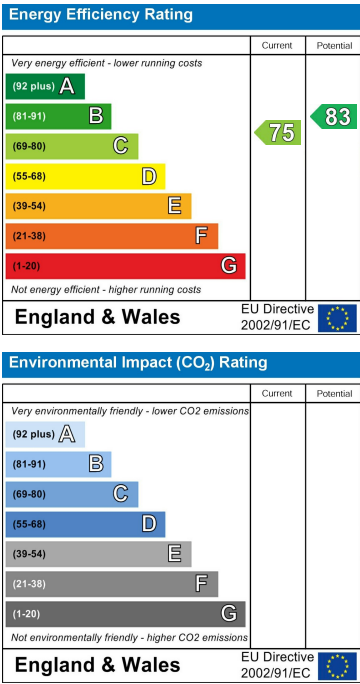 Energy Efficiency Rating
Current Potential
Very energy efficient - lower running costs
(92 plus) A
(81-91) B
(69-80) C
(55-68) D
(39-54) E
(21-38) F
(1-20) G
75
83
Not energy efficient - higher running costs
England & Wales
EU Directive
2002/91/EC
Environmental Impact (CO₂) Rating
Current Potential
Very environmentally friendly - lower CO2 emissions
(92 plus) A
(81-91) B
(69-80) C
(55-68) D
(39-54) E
(21-38) F
(1-20) G
Not environmentally friendly - higher CO2 emissions
England & Wales
EU Directive
2002/91/EC